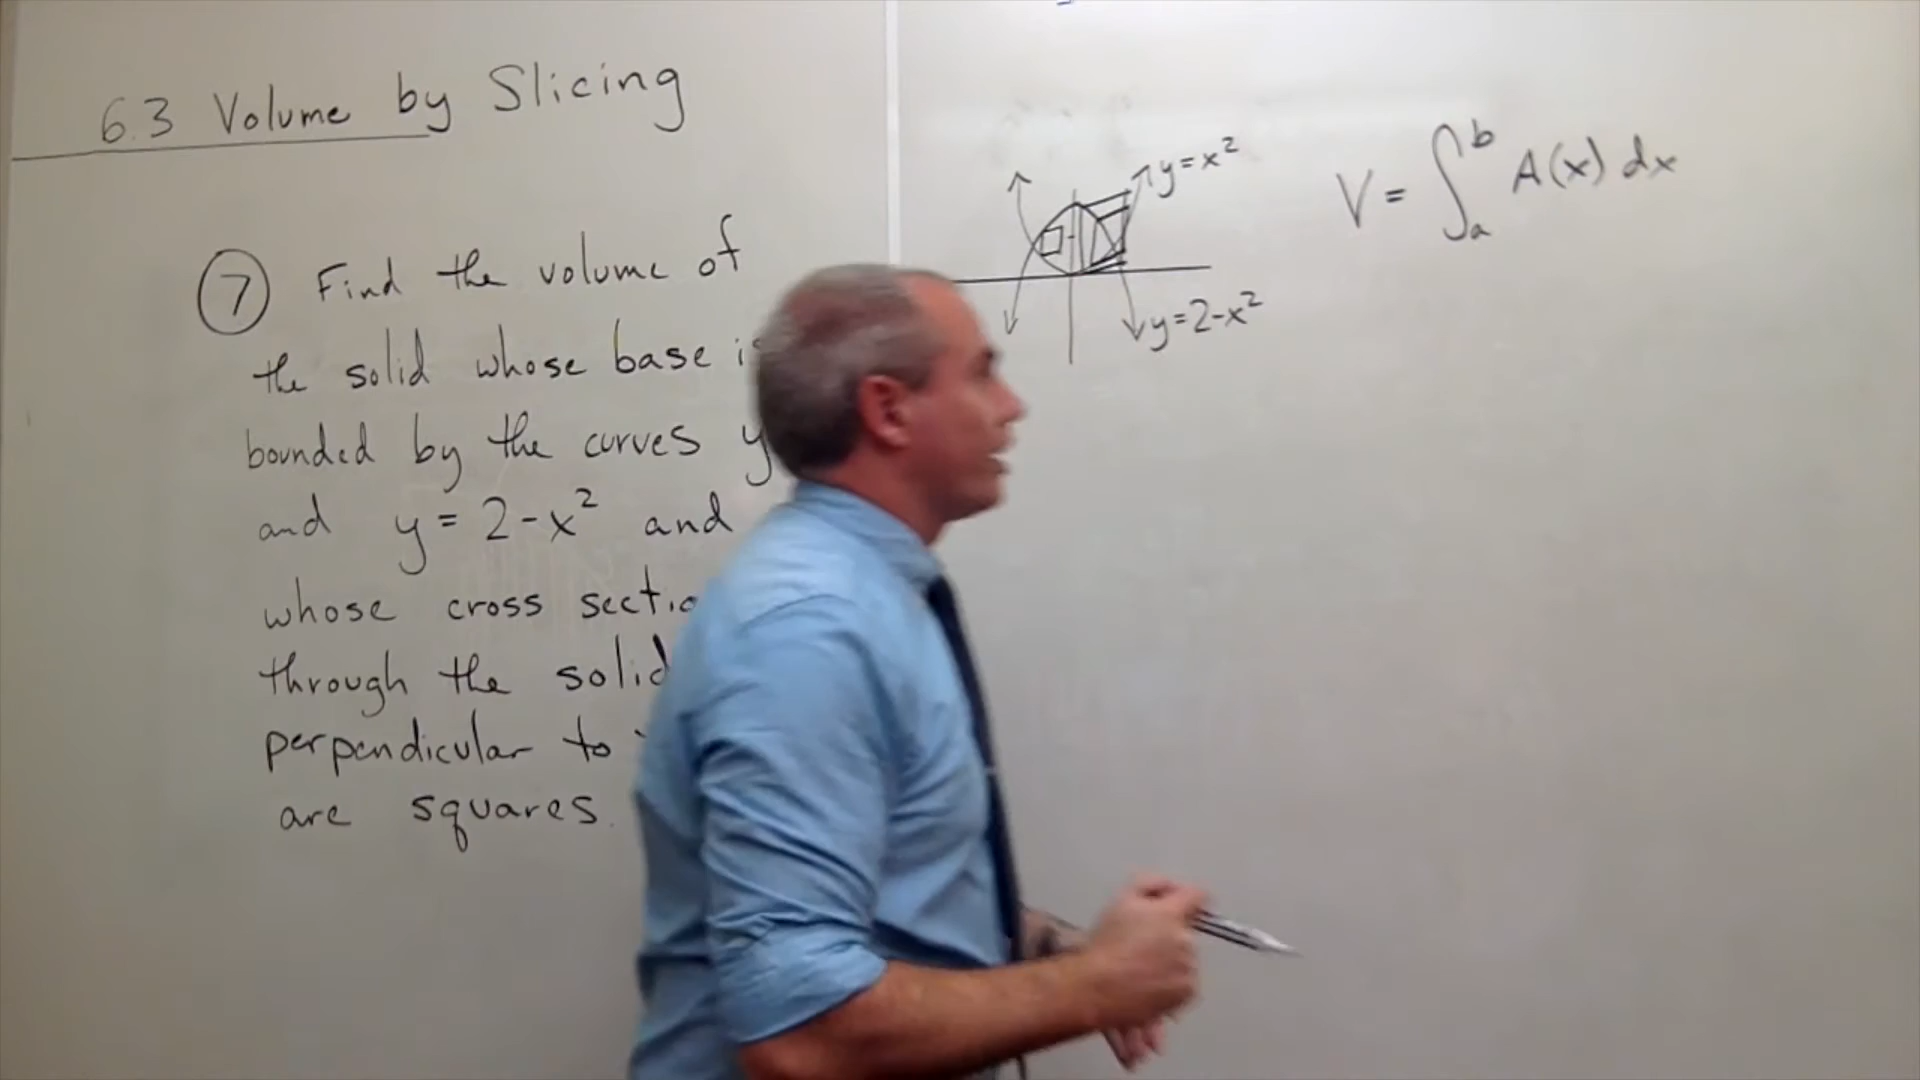 6.3 Volume by Slicing
7 Find the volume of
the solid whose base
bounded by the curves y
and y = 2 - x²  and
whose cross
through the solid
perpendicular to
are squares.
y = x²
y = 2 - x²
V = ∫ₐᵇ A(x) dx